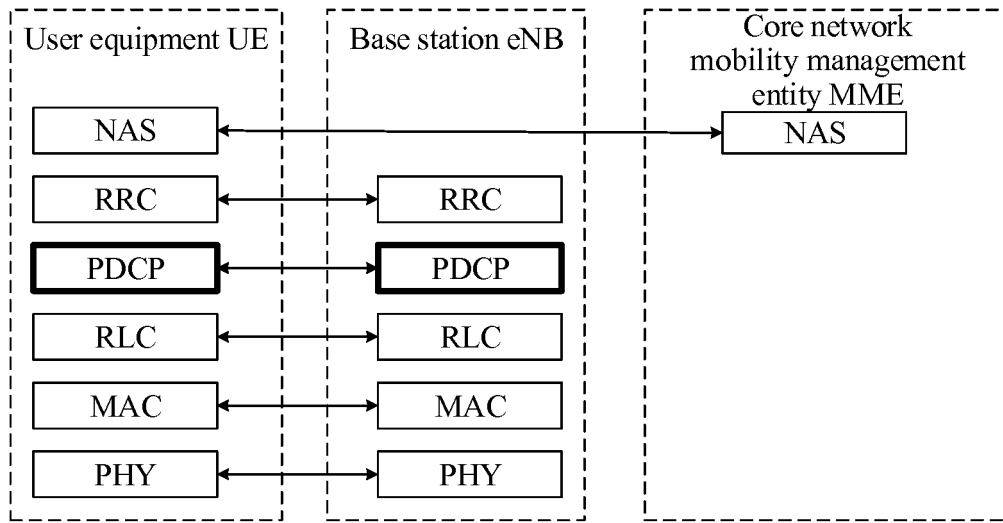 User equipment UE
Base station eNB
Core network
mobility management
entity MME
NAS
NAS
RRC
RRC
PDCP
PDCP
RLC
RLC
MAC
MAC
PHY
PHY